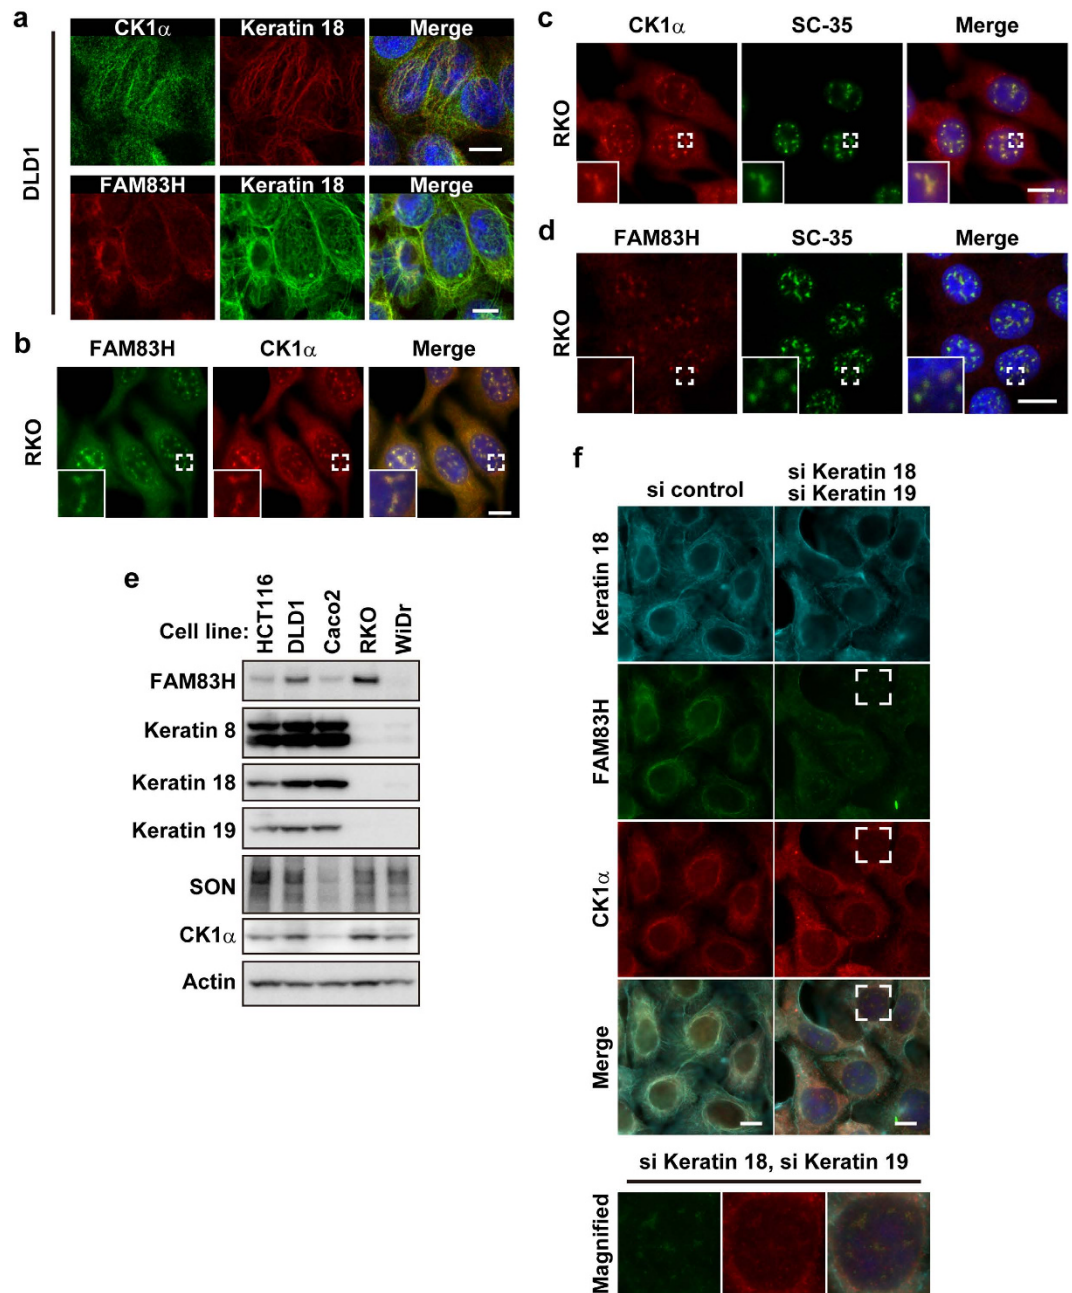 a
CK1α Keratin 18 Merge
DLD1
FAM83H Keratin 18 Merge
b
FAM83H CK1α Merge
RKO
c
CK1α SC-35 Merge
RKO
d
FAM83H SC-35 Merge
RKO
e
Cell line: HCT116 DLD1 Caco2 RKO WiDr
FAM83H
Keratin 8
Keratin 18
Keratin 19
SON
CK1α
Actin
f
si control
si Keratin 18
si Keratin 19
Keratin 18
FAM83H
CK1α
Merge
si Keratin 18, si Keratin 19
Magnified